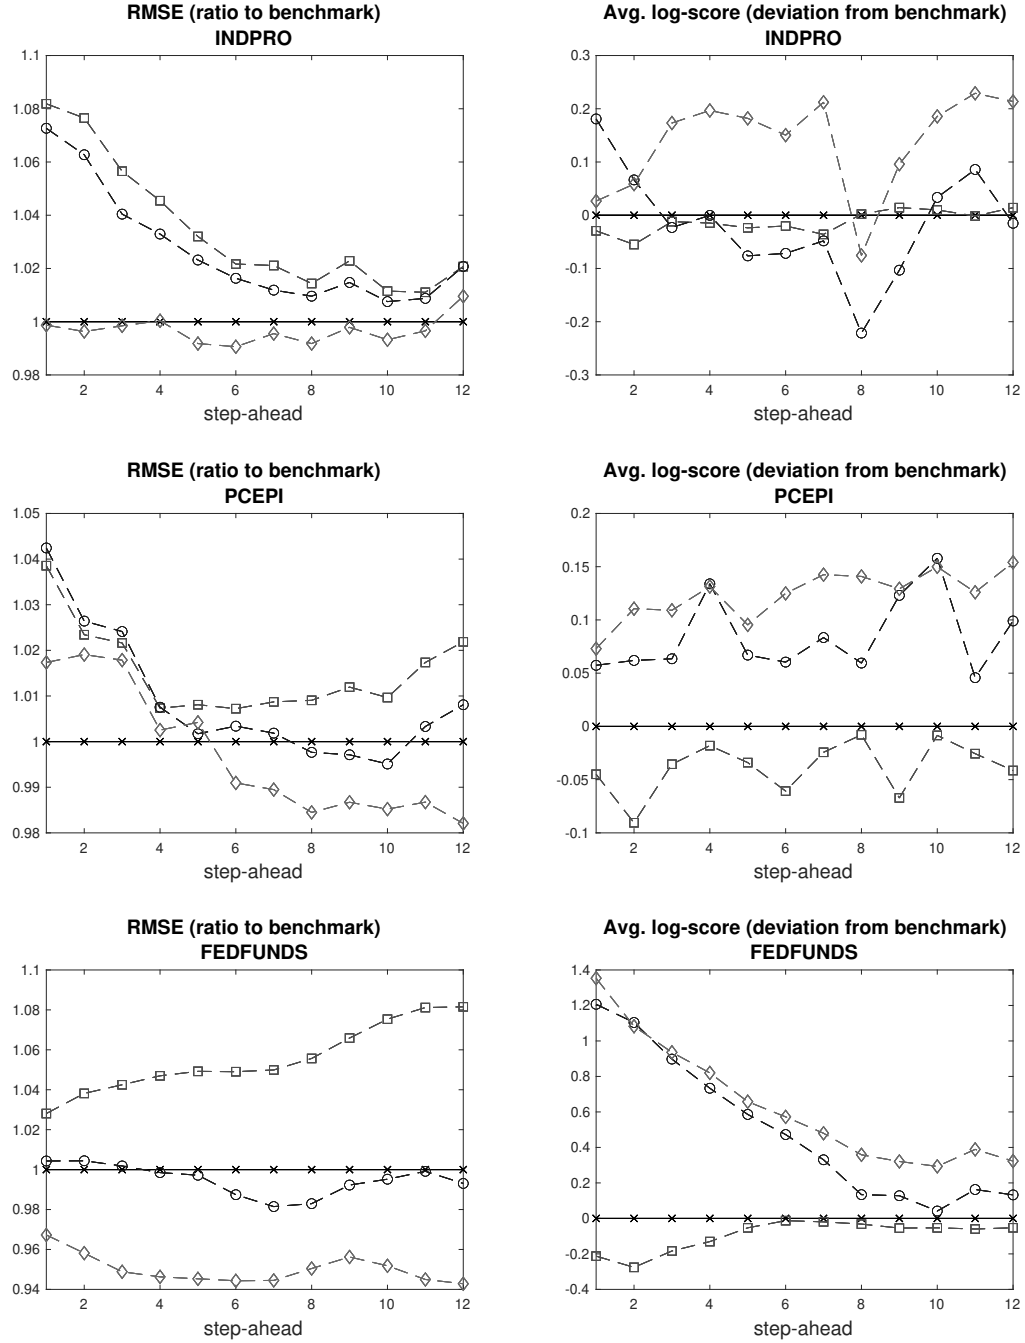 RMSE (ratio to benchmark)
INDPRO
1.1
1.08
1.06
1.04
1.02
1
0.98
2 4 6 8 10 12
step-ahead
Avg. log-score (deviation from benchmark)
INDPRO
0.3
0.2
0.1
0
-0.1
-0.2
-0.3
2 4 6 8 10 12
step-ahead
RMSE (ratio to benchmark)
PCEPI
1.05
1.04
1.03
1.02
1.01
1
0.99
0.98
2 4 6 8 10 12
step-ahead
Avg. log-score (deviation from benchmark)
PCEPI
0.2
0.15
0.1
0.05
0
-0.05
-0.1
2 4 6 8 10 12
step-ahead
RMSE (ratio to benchmark)
FEDFUNDS
1.1
1.08
1.06
1.04
1.02
1
0.98
0.96
0.94
2 4 6 8 10 12
step-ahead
Avg. log-score (deviation from benchmark)
FEDFUNDS
1.4
1.2
1
0.8
0.6
0.4
0.2
0
-0.2
-0.4
2 4 6 8 10 12
step-ahead